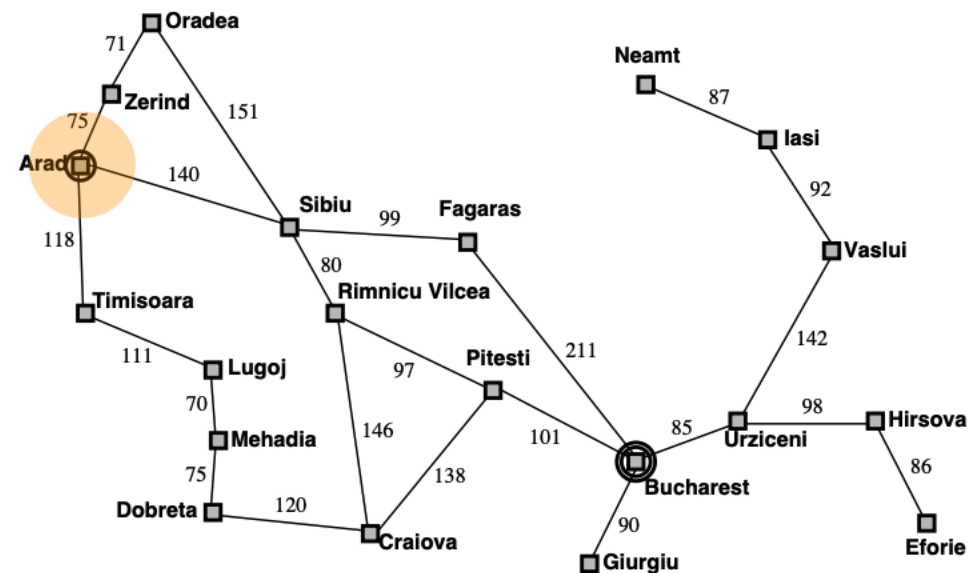 Oradea
71
Neamt
Zerind
87
75
151
Iasi
Arad
140
92
Sibiu
Fagaras
99
118
Vaslui
80
Timisoara
Rimnicu Vilcea
111
211
142
Lugoj
97
Pitesti
70
98
Hirsova
146
101
85
Urziceni
Mehadia
86
75
138
Bucharest
Dobreta
120
90
Craiova
Eforie
Giurgiu